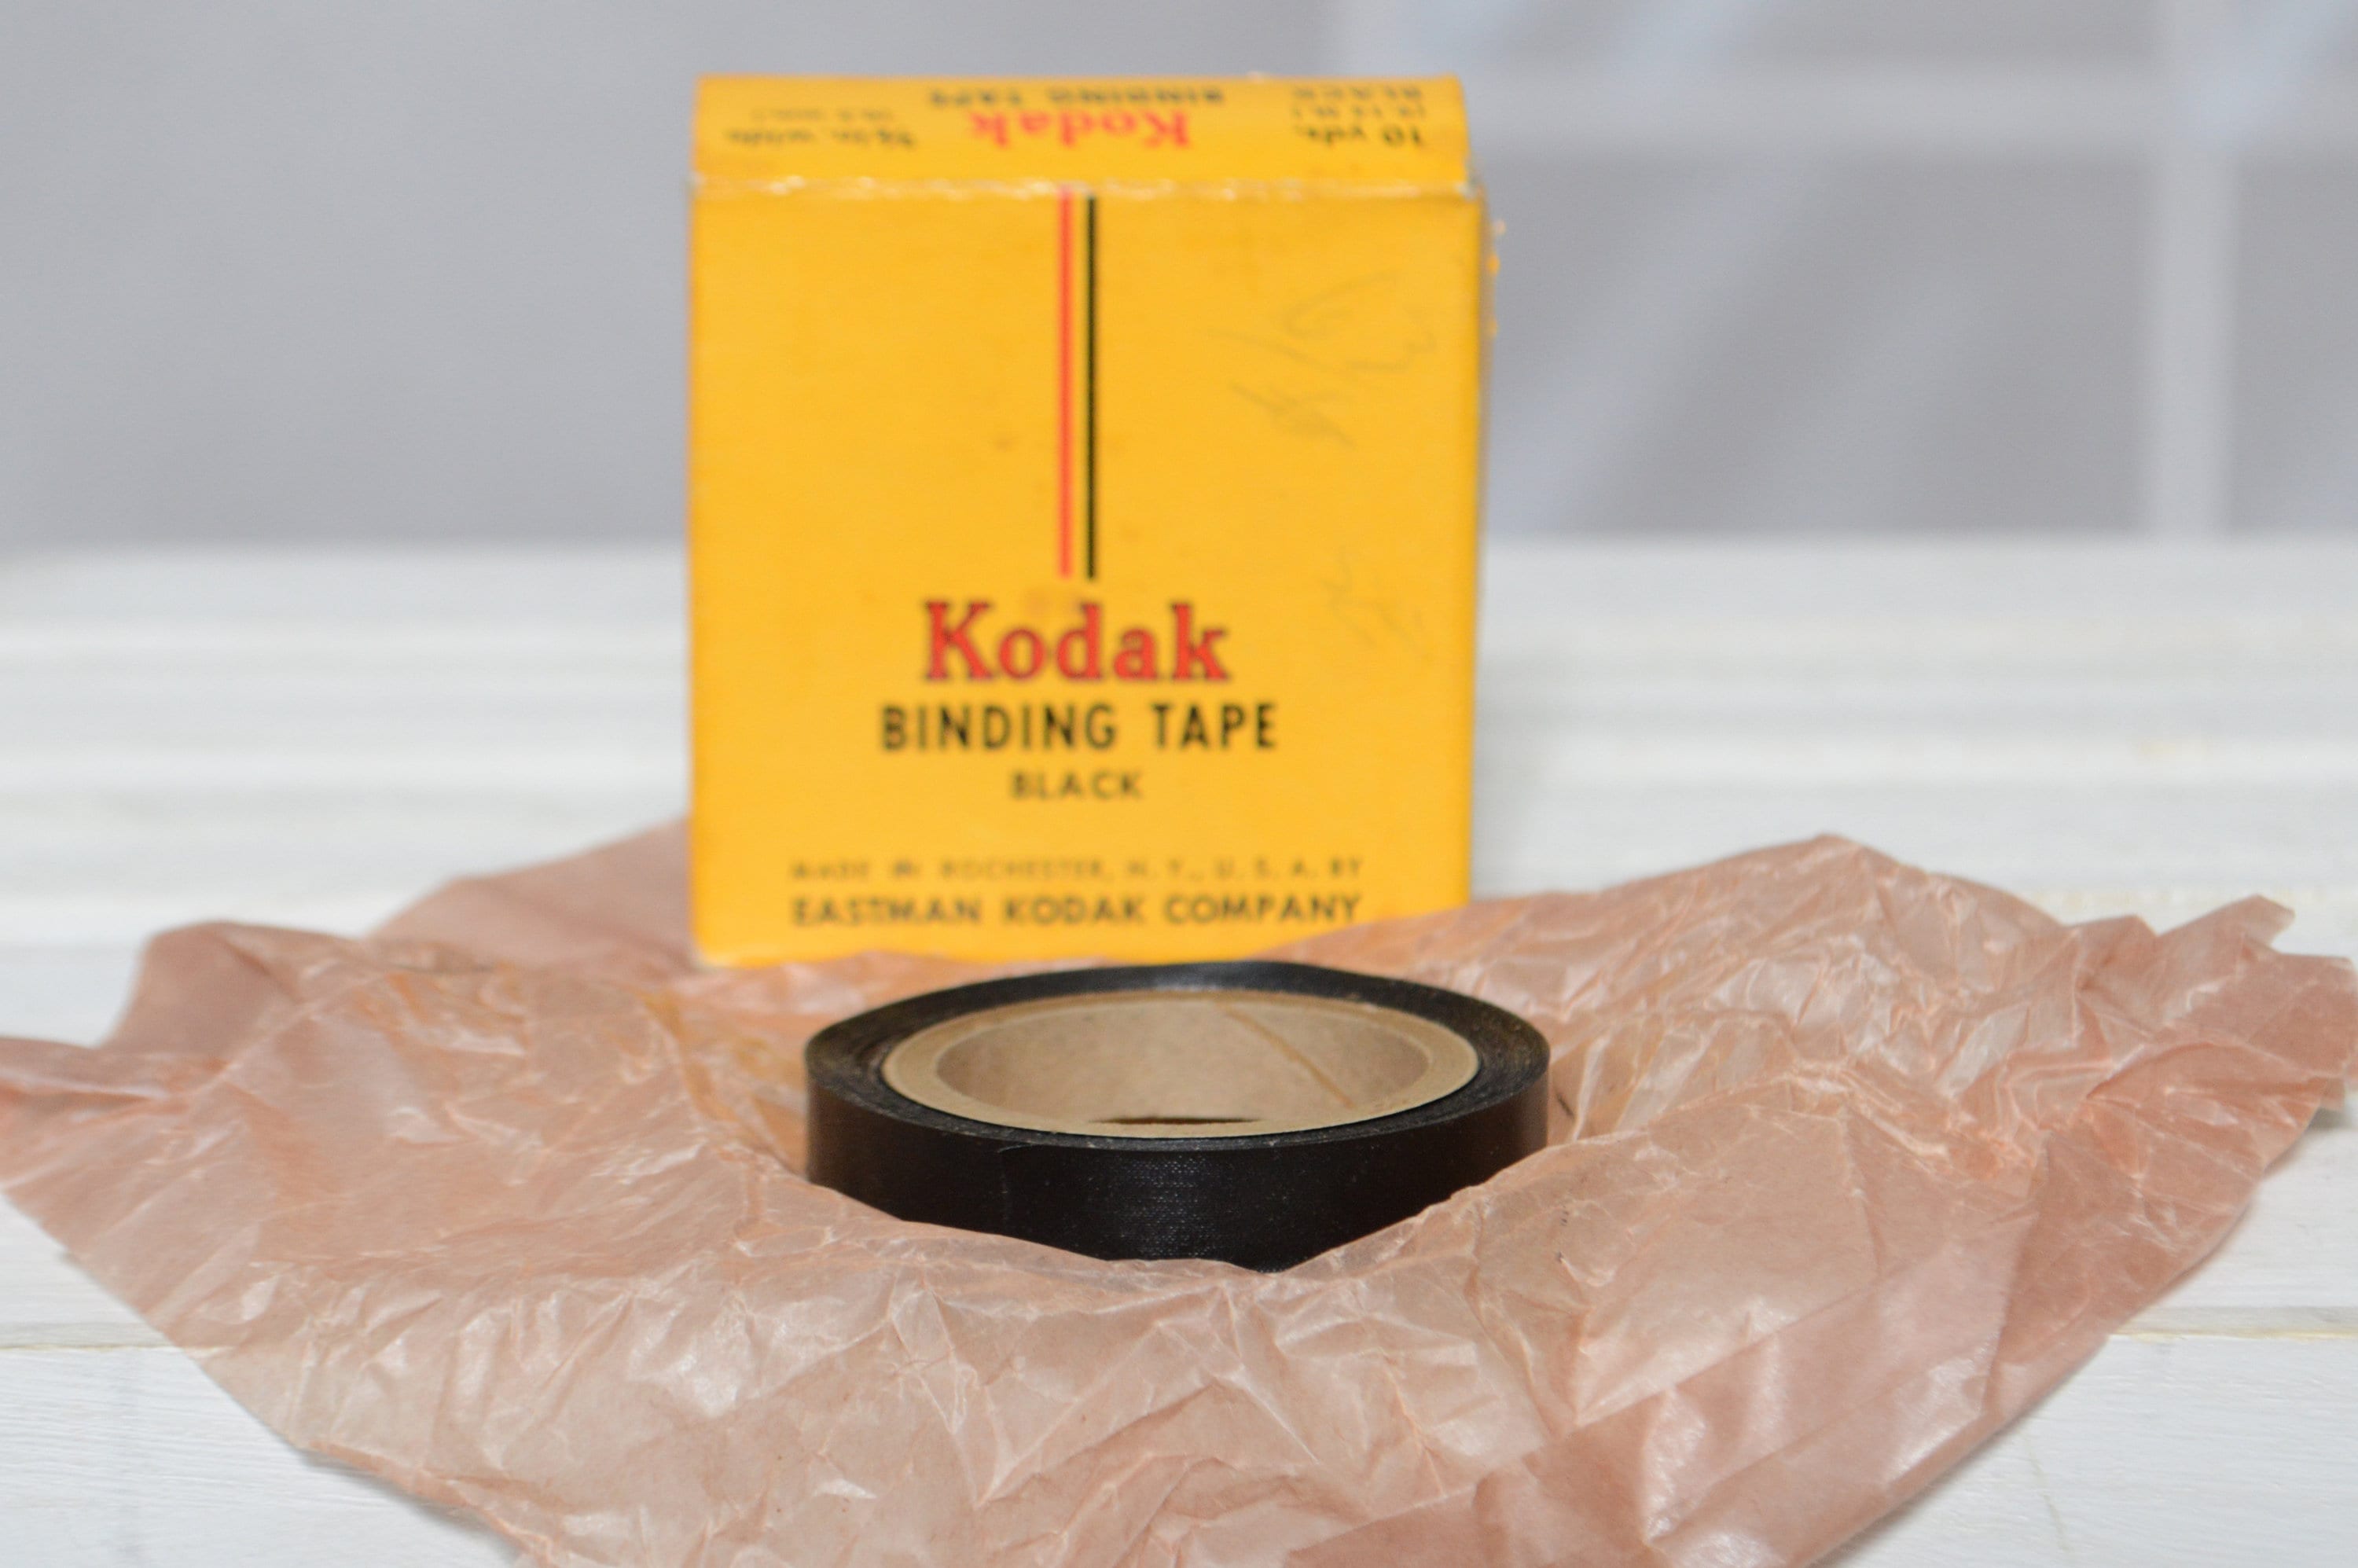 10 yds.
Kodak
BINDING TAPE
BLACK
Kodak
BINDING TAPE
BLACK
MADE IN ROCHESTER, N. Y., U. S. A. BY
EASTMAN KODAK COMPANY